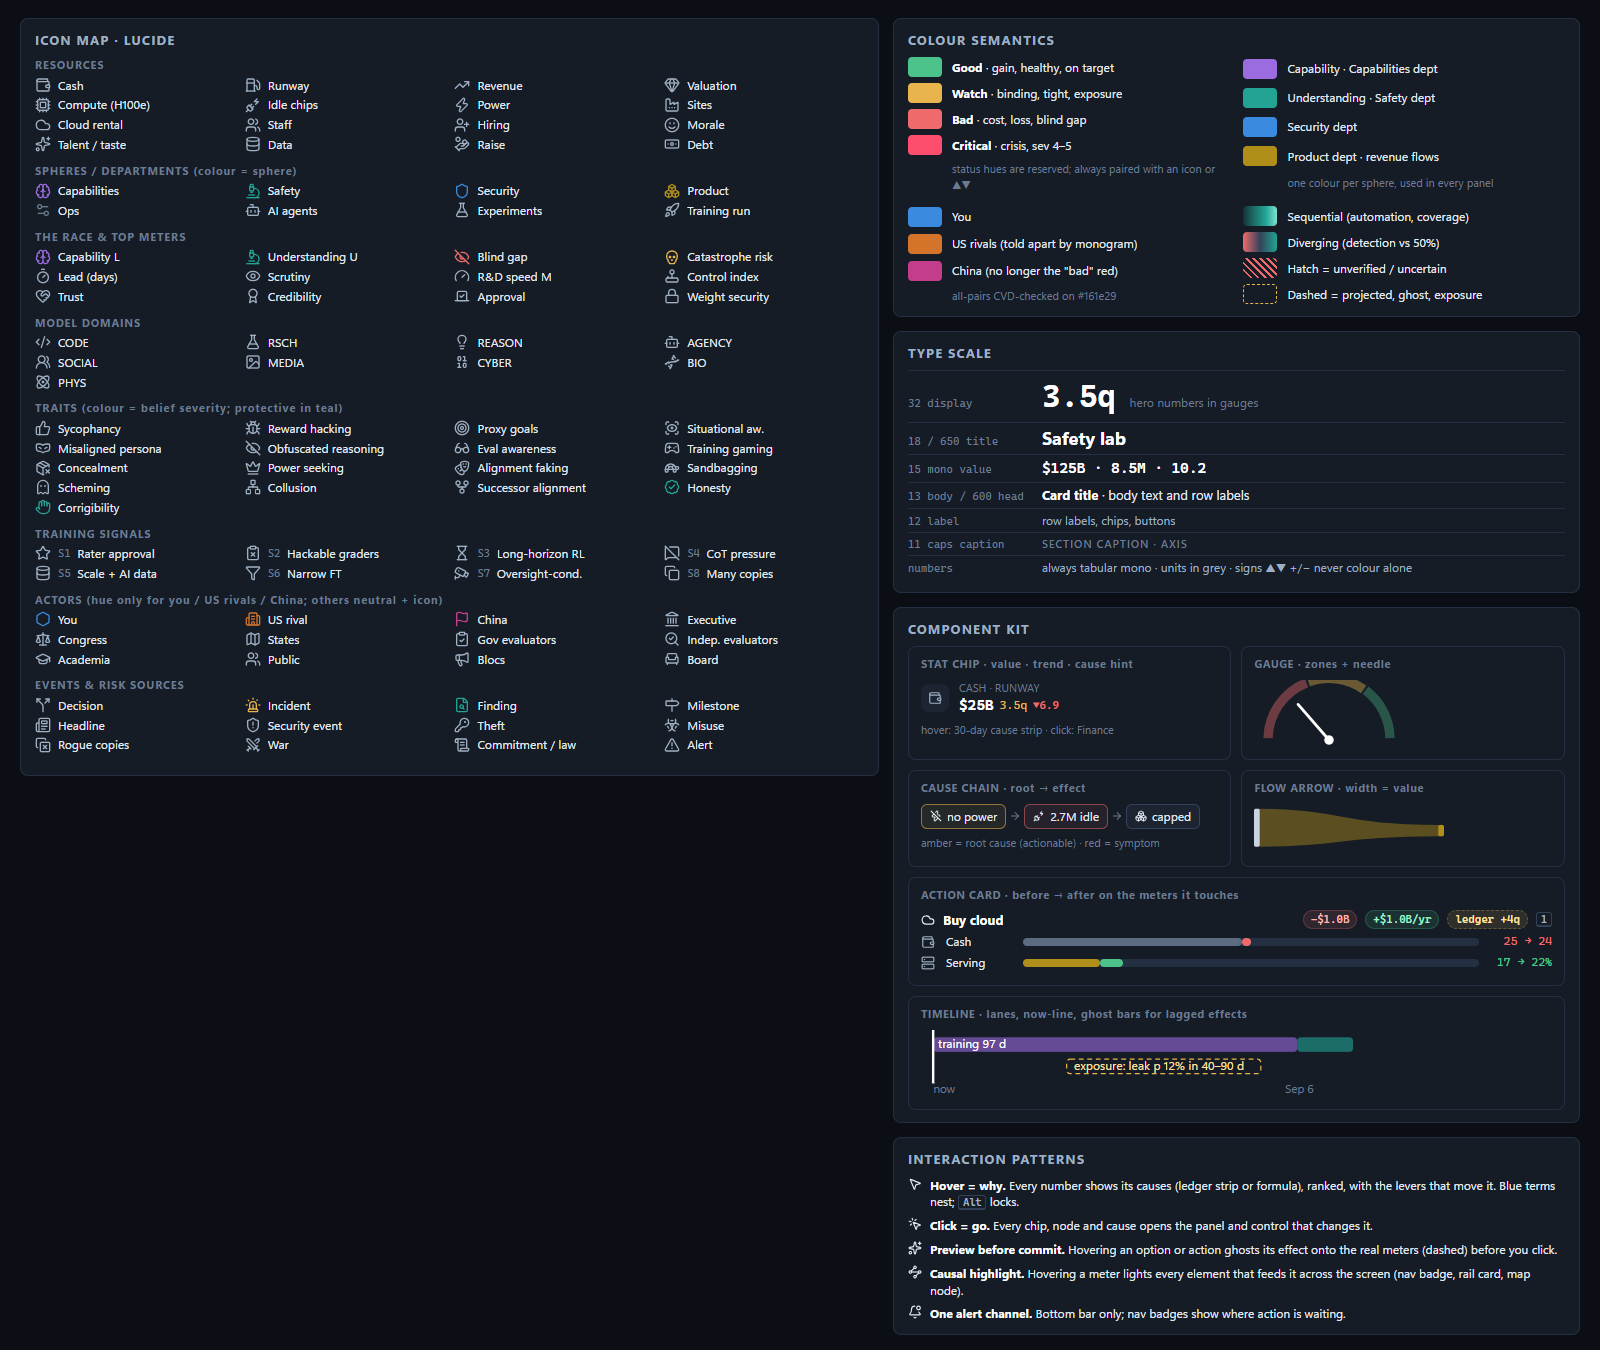 ICON MAP · LUCIDE
RESOURCES
Cash Runway Revenue Valuation
Compute (H100e) Idle chips Power Sites
Cloud rental Staff Hiring Morale
Talent / taste Data Raise Debt
SPHERES / DEPARTMENTS (colour = sphere)
Capabilities Safety Security Product
Ops AI agents Experiments Training run
THE RACE & TOP METERS
Capability L Understanding U Blind gap Catastrophe risk
Lead (days) Scrutiny R&D speed M Control index
Trust Credibility Approval Weight security
MODEL DOMAINS
CODE RSCH REASON AGENCY
SOCIAL MEDIA CYBER BIO
PHYS
TRAITS (colour = belief severity; protective in teal)
Sycophancy Reward hacking Proxy goals Situational aw.
Misaligned persona Obfuscated reasoning Eval awareness Training gaming
Concealment Power seeking Alignment faking Sandbagging
Scheming Collusion Successor alignment Honesty
Corrigibility
TRAINING SIGNALS
S1 Rater approval S2 Hackable graders S3 Long-horizon RL S4 CoT pressure
S5 Scale + AI data S6 Narrow FT S7 Oversight-cond. S8 Many copies
ACTORS (hue only for you / US rivals / China; others neutral + icon)
You US rival China Executive
Congress States Gov evaluators Indep. evaluators
Academia Public Blocs Board
EVENTS & RISK SOURCES
Decision Incident Finding Milestone
Headline Security event Theft Misuse
Rogue copies War Commitment / law Alert
COLOUR SEMANTICS
Good · gain, healthy, on target
Watch · binding, tight, exposure
Bad · cost, loss, blind gap
Critical · crisis, sev 4–5
status hues are reserved; always paired with an icon or
▲▼
Capability · Capabilities dept
Understanding · Safety dept
Security dept
Product dept · revenue flows
one colour per sphere, used in every panel
You
US rivals (told apart by monogram)
China (no longer the "bad" red)
all-pairs CVD-checked on #161e29
Sequential (automation, coverage)
Diverging (detection vs 50%)
Hatch = unverified / uncertain
Dashed = projected, ghost, exposure
TYPE SCALE
32 display 3.5q hero numbers in gauges
18 / 650 title Safety lab
15 mono value $125B · 8.5M · 10.2
13 body / 600 head Card title · body text and row labels
12 label row labels, chips, buttons
11 caps caption SECTION CAPTION · AXIS
numbers always tabular mono · units in grey · signs ▲▼ +/− never colour alone
COMPONENT KIT
STAT CHIP · value · trend · cause hint
CASH · RUNWAY
$25B 3.5q ▼6.9
hover: 30-day cause strip · click: Finance
GAUGE · zones + needle
CAUSE CHAIN · root → effect
no power → 2.7M idle → capped
amber = root cause (actionable) · red = symptom
FLOW ARROW · width = value
ACTION CARD · before → after on the meters it touches
Buy cloud −$1.0B +$1.0B/yr ledger +4q 1
Cash 25 → 24
Serving 17 → 22%
TIMELINE · lanes, now-line, ghost bars for lagged effects
training 97 d
exposure: leak p 12% in 40–90 d
now Sep 6
INTERACTION PATTERNS
Hover = why. Every number shows its causes (ledger strip or formula), ranked, with the levers that move it. Blue terms
nest; Alt locks.
Click = go. Every chip, node and cause opens the panel and control that changes it.
Preview before commit. Hovering an option or action ghosts its effect onto the real meters (dashed) before you click.
Causal highlight. Hovering a meter lights every element that feeds it across the screen (nav badge, rail card, map
node).
One alert channel. Bottom bar only; nav badges show where action is waiting.